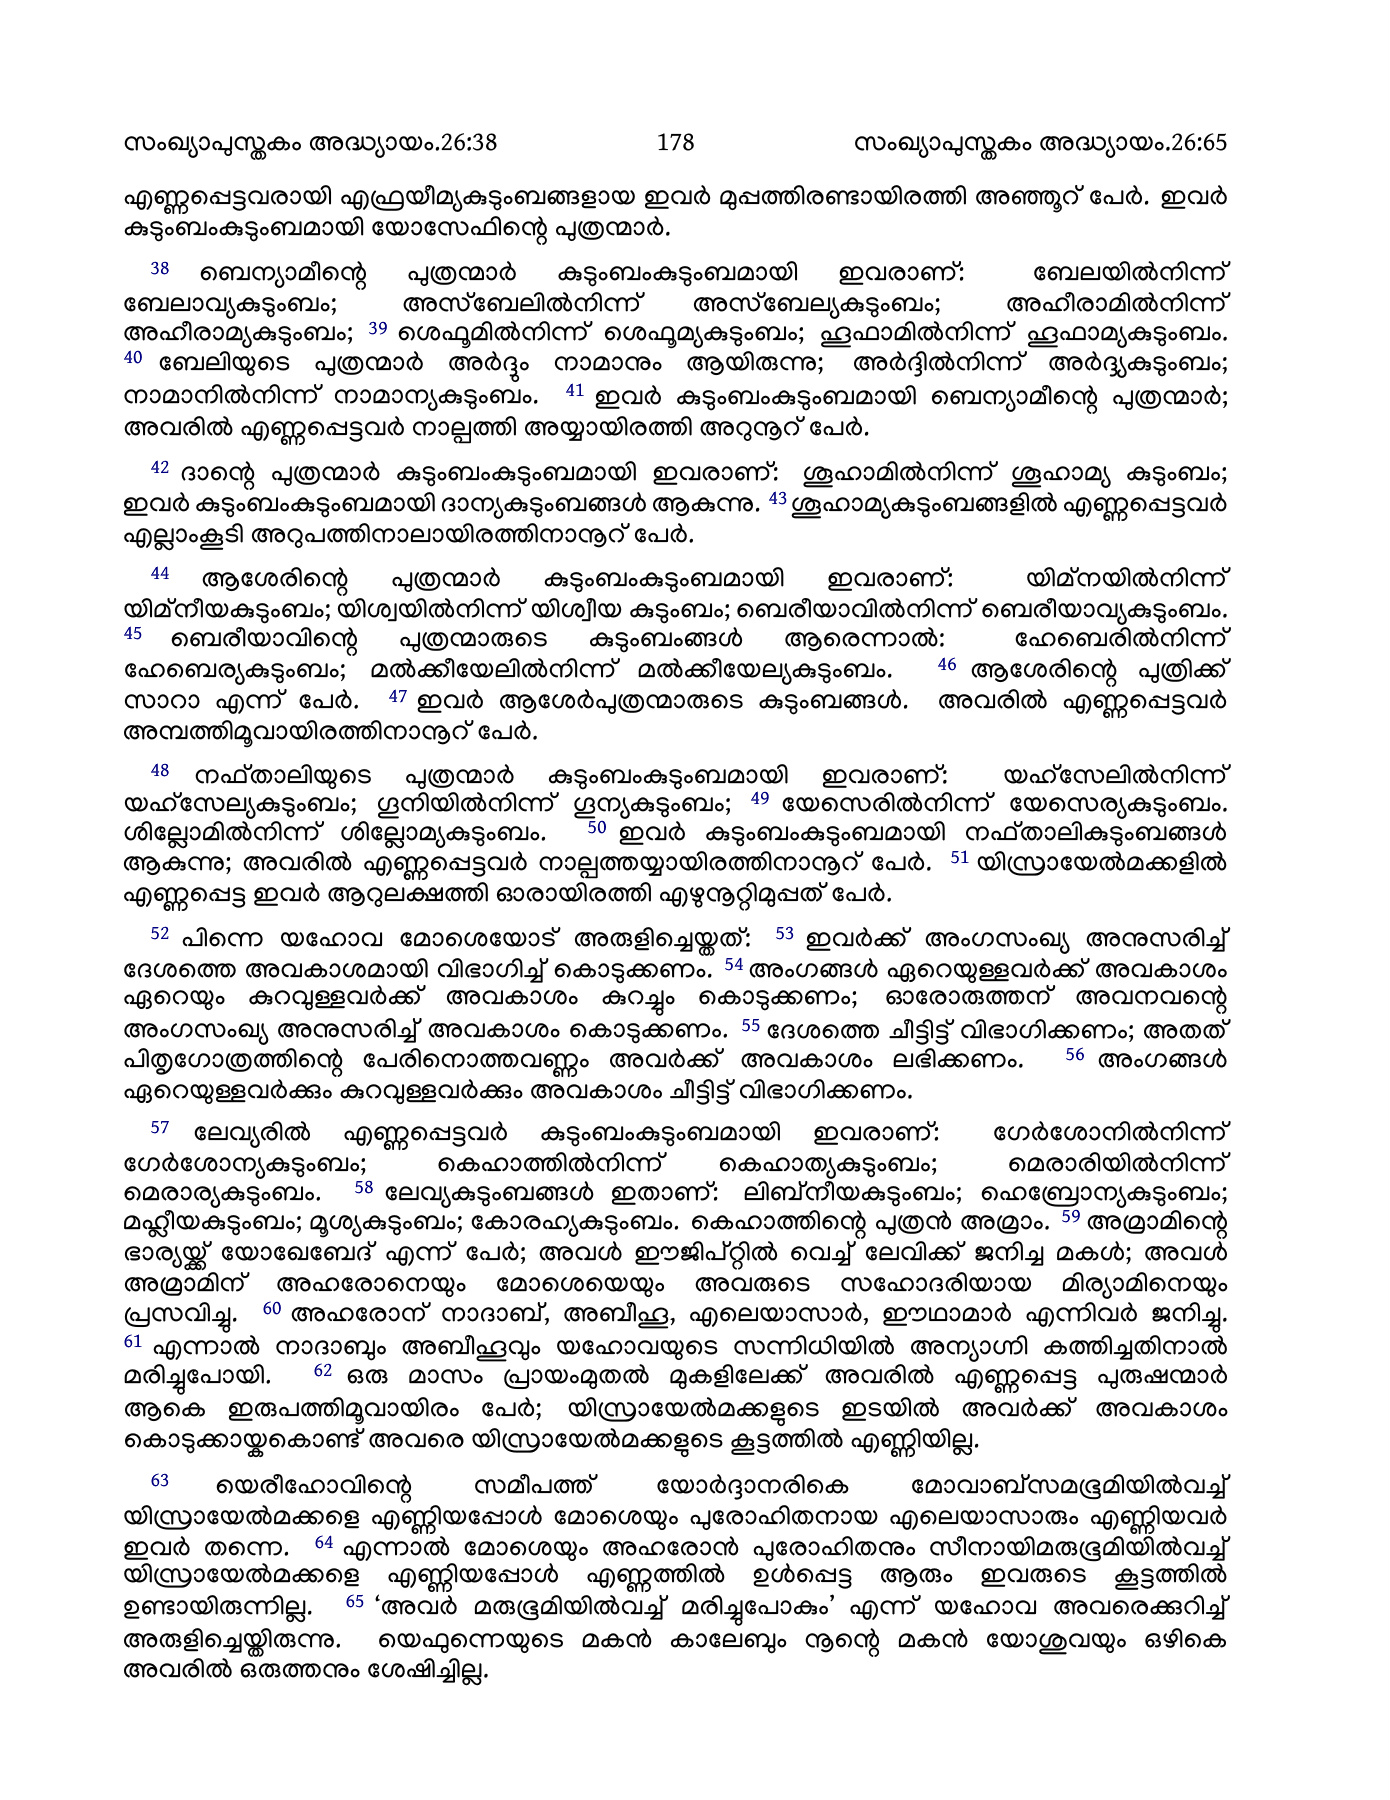 സംഖ്യാപുസ്തകം അദ്ധ്യായം.26:38 178 സംഖ്യാപുസ്തകം അദ്ധ്യായം.26:65
എണ്ണപ്പെട്ടവരായി എഫ്രയീമ്യകുടുംബങ്ങളായ ഇവർ മുപ്പത്തിരണ്ടായിരത്തി അഞ്ഞൂറ് പേർ. ഇവർ
കുടുംബംകുടുംബമായി യോസേഫിന്റെ പുത്രന്മാർ.
38 ബെന്യാമീന്റെ പുത്രന്മാർ കുടുംബംകുടുംബമായി ഇവരാണ്: ബേലയിൽനിന്ന്
ബേലാവ്യകുടുംബം; അസ്ബേലിൽനിന്ന് അസ്ബേല്യകുടുംബം; അഹീരാമിൽനിന്ന്
അഹീരാമ്യകുടുംബം; 39 ശെഫൂമിൽനിന്ന് ശെഫൂമ്യകുടുംബം; ഹൂഫാമിൽനിന്ന് ഹൂഫാമ്യകുടുംബം.
40 ബേലിയുടെ പുത്രന്മാർ അർദ്ദും നാമാനും ആയിരുന്നു; അർദ്ദിൽനിന്ന് അർദ്ദ്യകുടുംബം;
നാമാനിൽനിന്ന് നാമാന്യകുടുംബം. 41 ഇവർ കുടുംബംകുടുംബമായി ബെന്യാമീന്റെ പുത്രന്മാർ;
അവരിൽ എണ്ണപ്പെട്ടവർ നാല്പത്തി അയ്യായിരത്തി അറുനൂറ് പേർ.
42 ദാന്റെ പുത്രന്മാർ കുടുംബംകുടുംബമായി ഇവരാണ്: ശൂഹാമിൽനിന്ന് ശൂഹാമ്യ കുടുംബം;
ഇവർ കുടുംബംകുടുംബമായി ദാന്യകുടുംബങ്ങൾ ആകുന്നു. 43 ശൂഹാമ്യകുടുംബങ്ങളിൽ എണ്ണപ്പെട്ടവർ
എല്ലാംകൂടി അറുപത്തിനാലായിരത്തിനാനൂറ് പേർ.
44 ആശേരിന്റെ പുത്രന്മാർ കുടുംബംകുടുംബമായി ഇവരാണ്: യിമ്നയിൽനിന്ന്
യിമ്നീയകുടുംബം; യിശ്വയിൽനിന്ന് യിശ്വീയ കുടുംബം; ബെരീയാവിൽനിന്ന് ബെരീയാവ്യകുടുംബം.
45 ബെരീയാവിന്റെ പുത്രന്മാരുടെ കുടുംബംങ്ങൾ ആരെന്നാൽ: ഹേബെരിൽനിന്ന്
ഹേബെര്യകുടുംബം; മൽക്കീയേലിൽനിന്ന് മൽക്കീയേല്യകുടുംബം. 46 ആശേരിന്റെ പുത്രിക്ക്
സാറാ എന്ന് പേർ. 47 ഇവർ ആശേർപുത്രന്മാരുടെ കുടുംബങ്ങൾ. അവരിൽ എണ്ണപ്പെട്ടവർ
അമ്പത്തിമൂവായിരത്തിനാനൂറ് പേർ.
48 നഫ്താലിയുടെ പുത്രന്മാർ കുടുംബംകുടുംബമായി ഇവരാണ്: യഹ്സേലിൽനിന്ന്
യഹ്സേല്യകുടുംബം; ഗൂനിയിൽനിന്ന് ഗൂന്യകുടുംബം; 49 യേസെരിൽനിന്ന് യേസെര്യകുടുംബം.
ശില്ലോമിൽനിന്ന് ശില്ലോമ്യകുടുംബം. 50 ഇവർ കുടുംബംകുടുംബമായി നഫ്താലികുടുംബങ്ങൾ
ആകുന്നു; അവരിൽ എണ്ണപ്പെട്ടവർ നാല്പത്തയ്യായിരത്തിനാനൂറ് പേർ. 51 യിസ്രായേൽമക്കളിൽ
എണ്ണപ്പെട്ട ഇവർ ആറുലക്ഷത്തി ഓരായിരത്തി എഴുനൂറ്റിമുപ്പത് പേർ.
52 പിന്നെ യഹോവ മോശെയോട് അരുളിച്ചെയ്തത്: 53 ഇവർക്ക് അംഗസംഖ്യ അനുസരിച്ച്
ദേശത്തെ അവകാശമായി വിഭാഗിച്ച് കൊടുക്കണം. 54 അംഗങ്ങൾ ഏറെയുള്ളവർക്ക് അവകാശം
ഏറെയും കുറവുള്ളവർക്ക് അവകാശം കുറച്ചും കൊടുക്കണം; ഓരോരുത്തന് അവനവന്റെ
അംഗസംഖ്യ അനുസരിച്ച് അവകാശം കൊടുക്കണം. 55 ദേശത്തെ ചീട്ടിട്ട് വിഭാഗിക്കണം; അതത്
പിതൃഗോത്രത്തിന്റെ പേരിനൊത്തവണ്ണം അവർക്ക് അവകാശം ലഭിക്കണം. 56 അംഗങ്ങൾ
ഏറെയുള്ളവർക്കും കുറവുള്ളവർക്കും അവകാശം ചീട്ടിട്ട് വിഭാഗിക്കണം.
57 ലേവ്യരിൽ എണ്ണപ്പെട്ടവർ കുടുംബംകുടുംബമായി ഇവരാണ്: ഗേർശോനിൽനിന്ന്
ഗേർശോന്യകുടുംബം; കെഹാത്തിൽനിന്ന് കെഹാത്യകുടുംബം; മെരാരിയിൽനിന്ന്
മെരാര്യകുടുംബം. 58 ലേവ്യകുടുംബങ്ങൾ ഇതാണ്: ലിബ്നീയകുടുംബം; ഹെബ്രോന്യകുടുംബം;
മഹ്ലീയകുടുംബം; മൂശ്യകുടുംബം; കോരഹ്യകുടുംബം. കെഹാത്തിന്റെ പുത്രൻ അമ്രാം. 59 അമ്രാമിന്റെ
ഭാര്യയ്ക്ക് യോഖേബേദ് എന്ന് പേർ; അവൾ ഈജിപ്റ്റിൽ വെച്ച് ലേവിക്ക് ജനിച്ച മകൾ; അവൾ
അമ്രാമിന് അഹരോനെയും മോശെയെയും അവരുടെ സഹോദരിയായ മിര്യാമിനെയും
പ്രസവിച്ചു. 60 അഹരോന് നാദാബ്, അബീഹൂ, എലെയാസാർ, ഈഥാമാർ എന്നിവർ ജനിച്ചു.
61 എന്നാൽ നാദാബും അബീഹൂവും യഹോവയുടെ സന്നിധിയിൽ അന്യാഗ്നി കത്തിച്ചതിനാൽ
മരിച്ചുപോയി. 62 ഒരു മാസം പ്രായംമുതൽ മുകളിലേക്ക് അവരിൽ എണ്ണപ്പെട്ട പുരുഷന്മാർ
ആകെ ഇരുപത്തിമൂവായിരം പേർ; യിസ്രായേൽമക്കളുടെ ഇടയിൽ അവർക്ക് അവകാശം
കൊടുക്കായ്കകൊണ്ട് അവരെ യിസ്രായേൽമക്കളുടെ കൂട്ടത്തിൽ എണ്ണിയില്ല.
63 യെരീഹോവിന്റെ സമീപത്ത് യോർദ്ദാനരികെ മോവാബ്സമഭൂമിയിൽവച്ച്
യിസ്രായേൽമക്കളെ എണ്ണിയപ്പോൾ മോശെയും പുരോഹിതനായ എലെയാസാരും എണ്ണിയവർ
ഇവർ തന്നെ. 64 എന്നാൽ മോശെയും അഹരോൻ പുരോഹിതനും സീനായിമരുഭൂമിയിൽവച്ച്
യിസ്രായേൽമക്കളെ എണ്ണിയപ്പോൾ എണ്ണത്തിൽ ഉൾപ്പെട്ട ആരും ഇവരുടെ കൂട്ടത്തിൽ
ഉണ്ടായിരുന്നില്ല. 65 ‘അവർ മരുഭൂമിയിൽവച്ച് മരിച്ചുപോകും’ എന്ന് യഹോവ അവരെക്കുറിച്ച്
അരുളിച്ചെയ്തിരുന്നു. യെഫുന്നെയുടെ മകൻ കാലേബും നൂന്റെ മകൻ യോശുവയും ഒഴികെ
അവരിൽ ഒരുത്തനും ശേഷിച്ചില്ല.